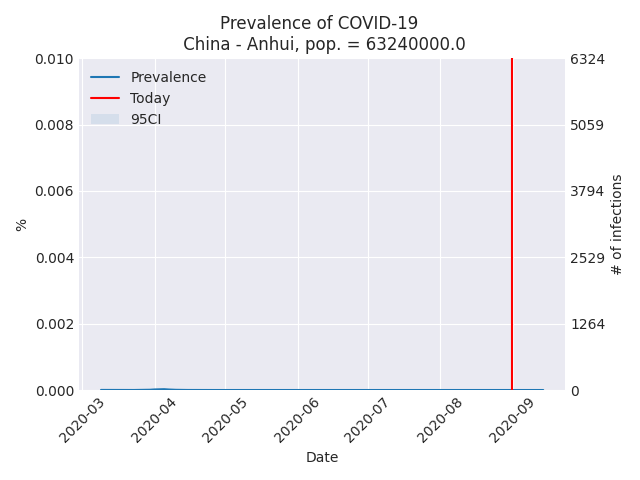 Prevalence of COVID-19
China - Anhui, pop. = 63240000.0
Prevalence
Today
95CI
0.010
0.008
0.006
0.004
0.002
0.000
%
6324
5059
3794
2529
1264
0
# of infections
2020-03
2020-04
2020-05
2020-06
2020-07
2020-08
2020-09
Date